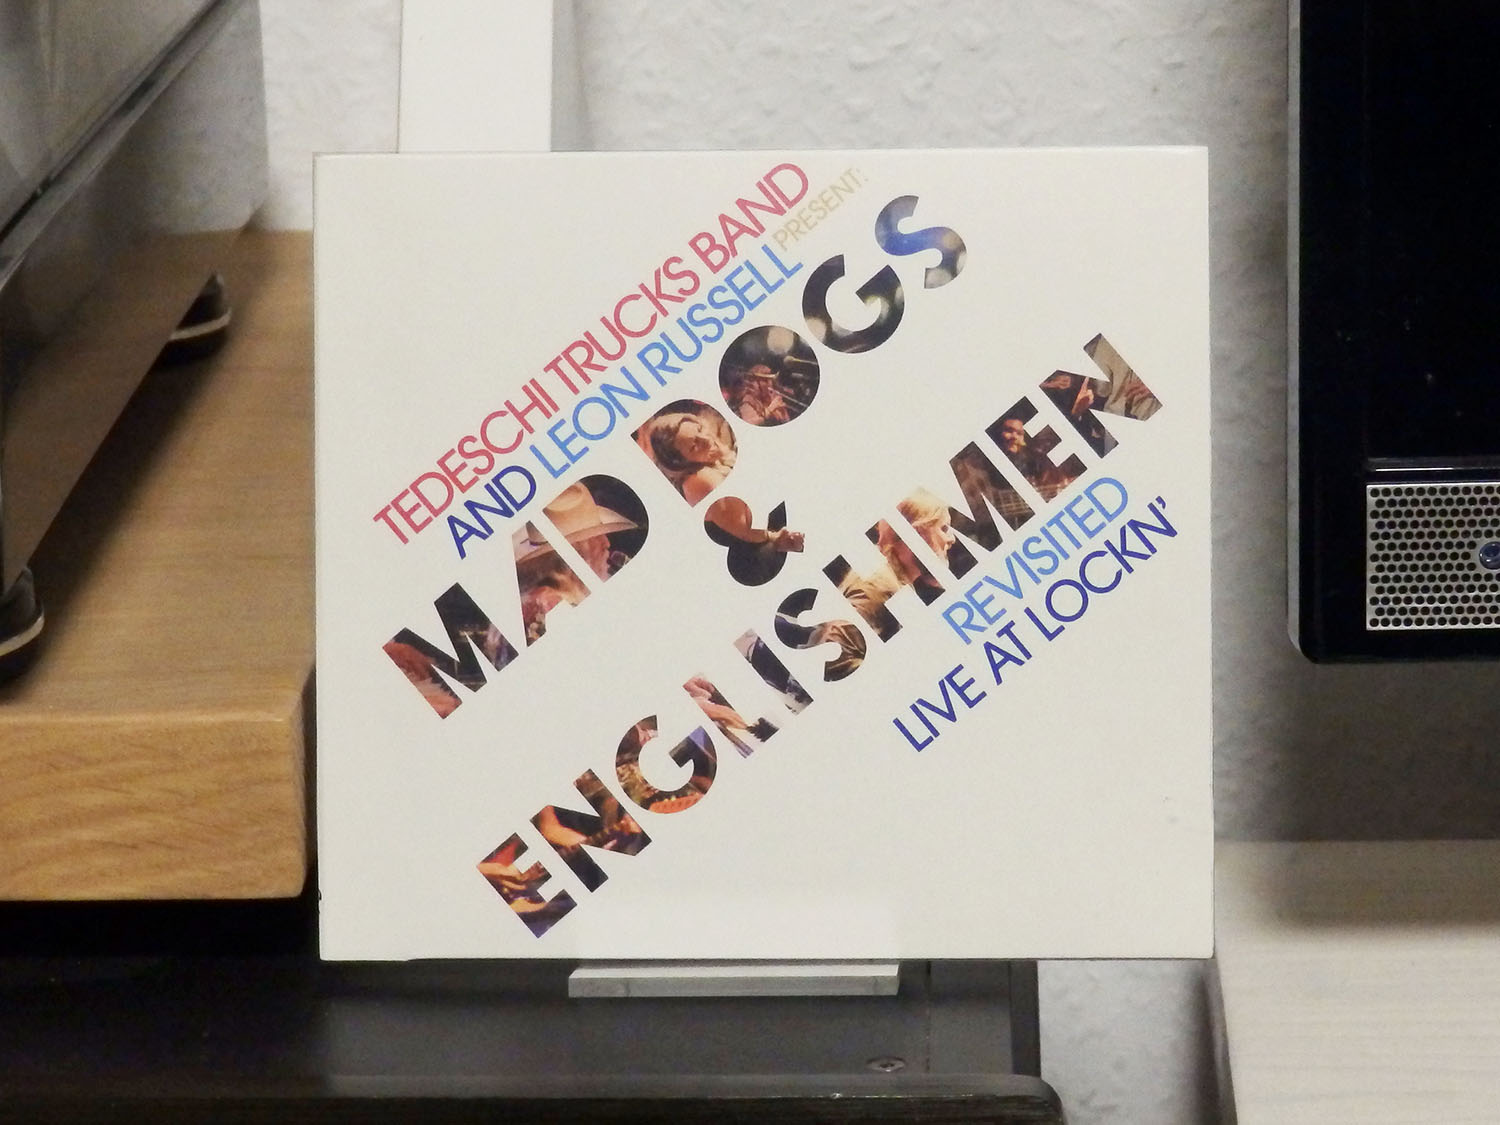 TEDESCHI TRUCKS BAND
AND LEON RUSSELL PRESENT:
MAD DOGS
&
ENGLISHMEN
REVISITED
LIVE AT LOCKN'